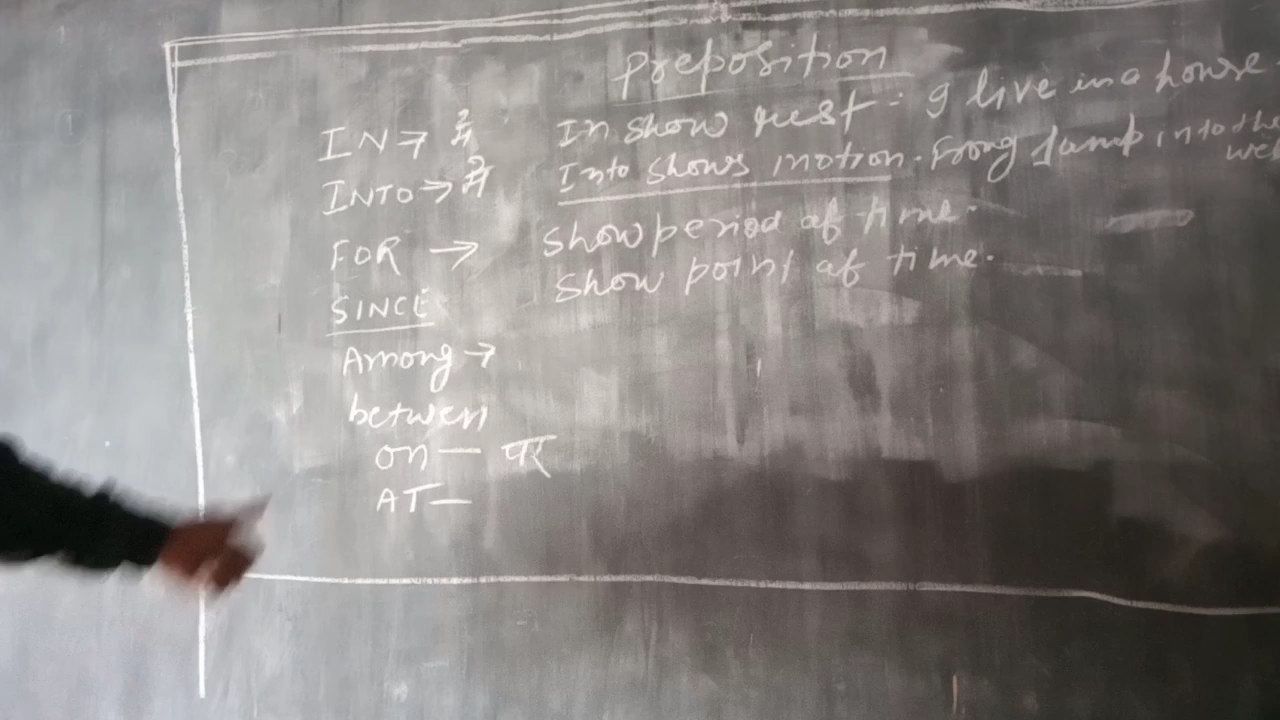 Preposition
IN → में In show rest : I live in a house.
INTO → में Into shows motion. Frong Jump into the
well
FOR → show period of time.
SINCE show point of time.
Among →
between
on — पर
AT —